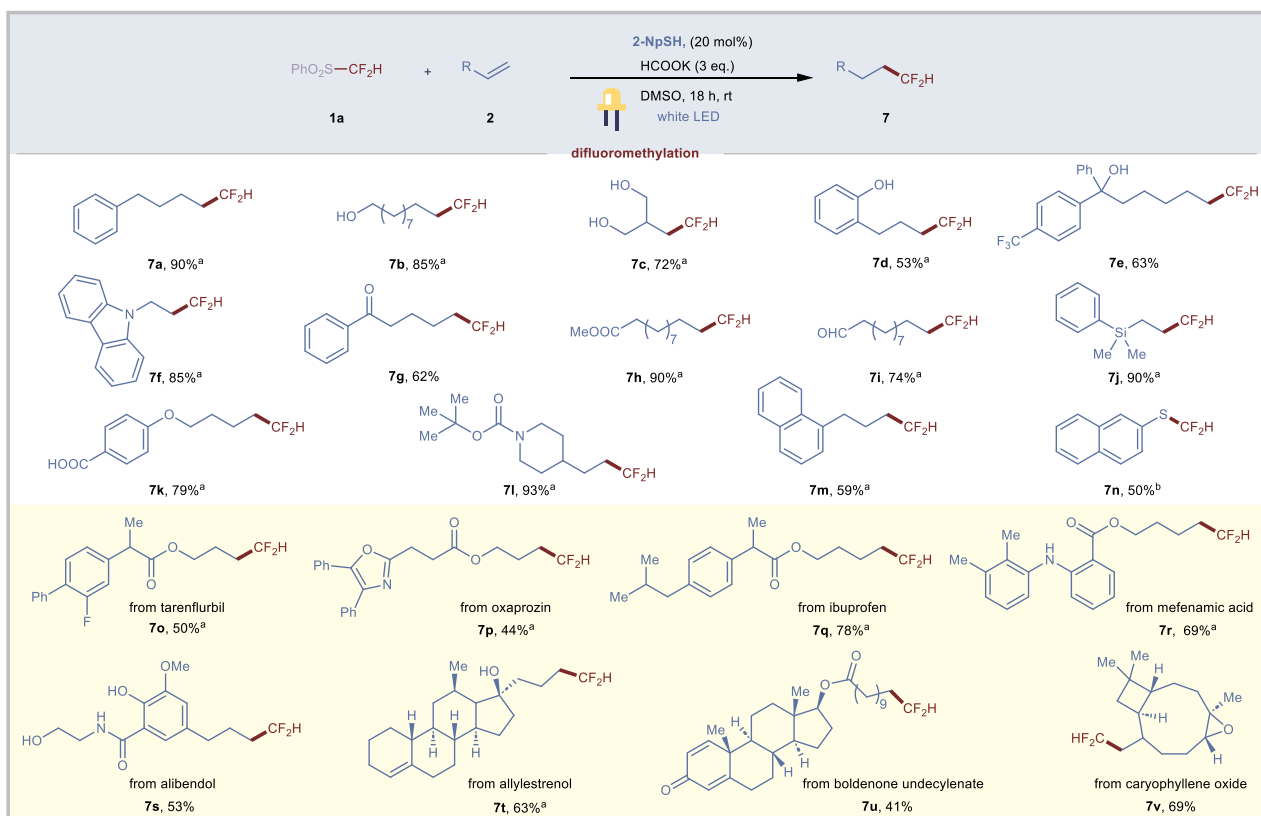 2-NpSH, (20 mol%)
PhO2S CF2H + R HCOOK (3 eq.) R CF2H
DMSO, 18 h, rt
1a 2 white LED 7
difluoromethylation
CF2H HO 7 CF2H HO HO CF2H OH CF2H Ph OH F3C CF2H
7a, 90%a 7b, 85%a 7c, 72%a 7d, 53%a 7e, 63%
N CF2H O CF2H MeOOC 7 CF2H OHC 7 CF2H Si Me Me CF2H
7f, 85%a 7g, 62% 7h, 90%a 7i, 74%a 7j, 90%a
HOOC O CF2H Me Me Me O O N CF2H CF2H S CF2H
7k, 79%a 7l, 93%a 7m, 59%a 7n, 50%b
Me O O CF2H Ph F Ph Ph O N O O CF2H Me Me Me O O CF2H Me Me H N O O CF2H
from tarenflurbil from oxaprozin from ibuprofen from mefenamic acid
7o, 50%a 7p, 44%a 7q, 78%a 7r, 69%a
OMe HO HO H N O CF2H Me HO CF2H H H H H O O 9 CF2H Me Me H H H O Me Me H H Me O H HF2C
from alibendol from allylestrenol from boldenone undecylenate from caryophyllene oxide
7s, 53% 7t, 63%a 7u, 41% 7v, 69%